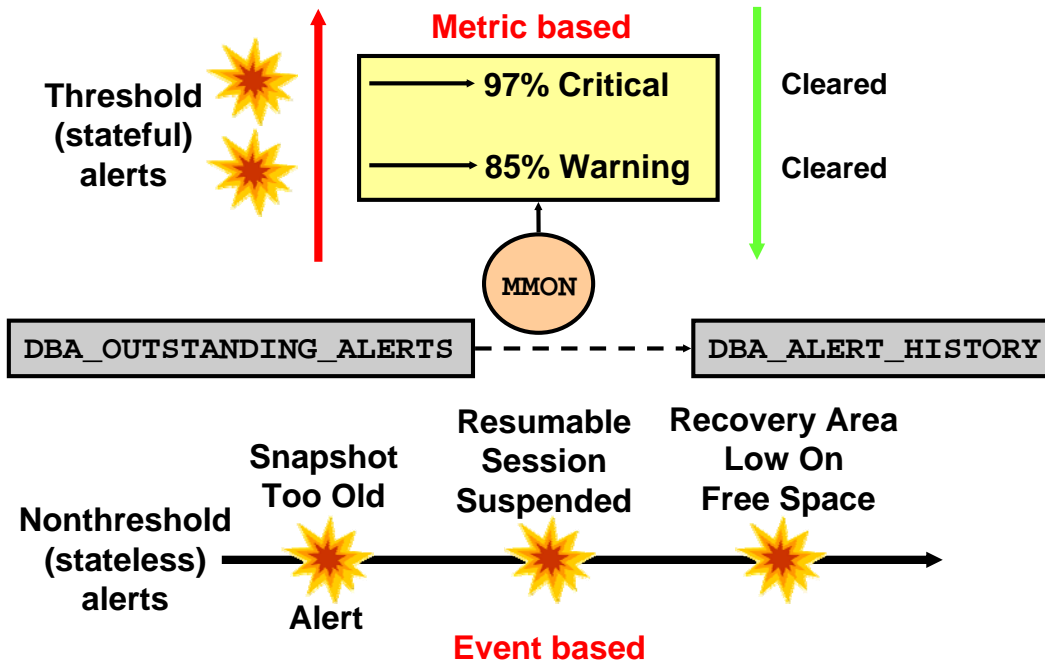 Metric based
Threshold
(stateful)
alerts
97% Critical
85% Warning
Cleared
Cleared
MMON
DBA_OUTSTANDING_ALERTS
DBA_ALERT_HISTORY
Nonthreshold
(stateless)
alerts
Snapshot
Too Old
Alert
Resumable
Session
Suspended
Recovery Area
Low On
Free Space
Event based